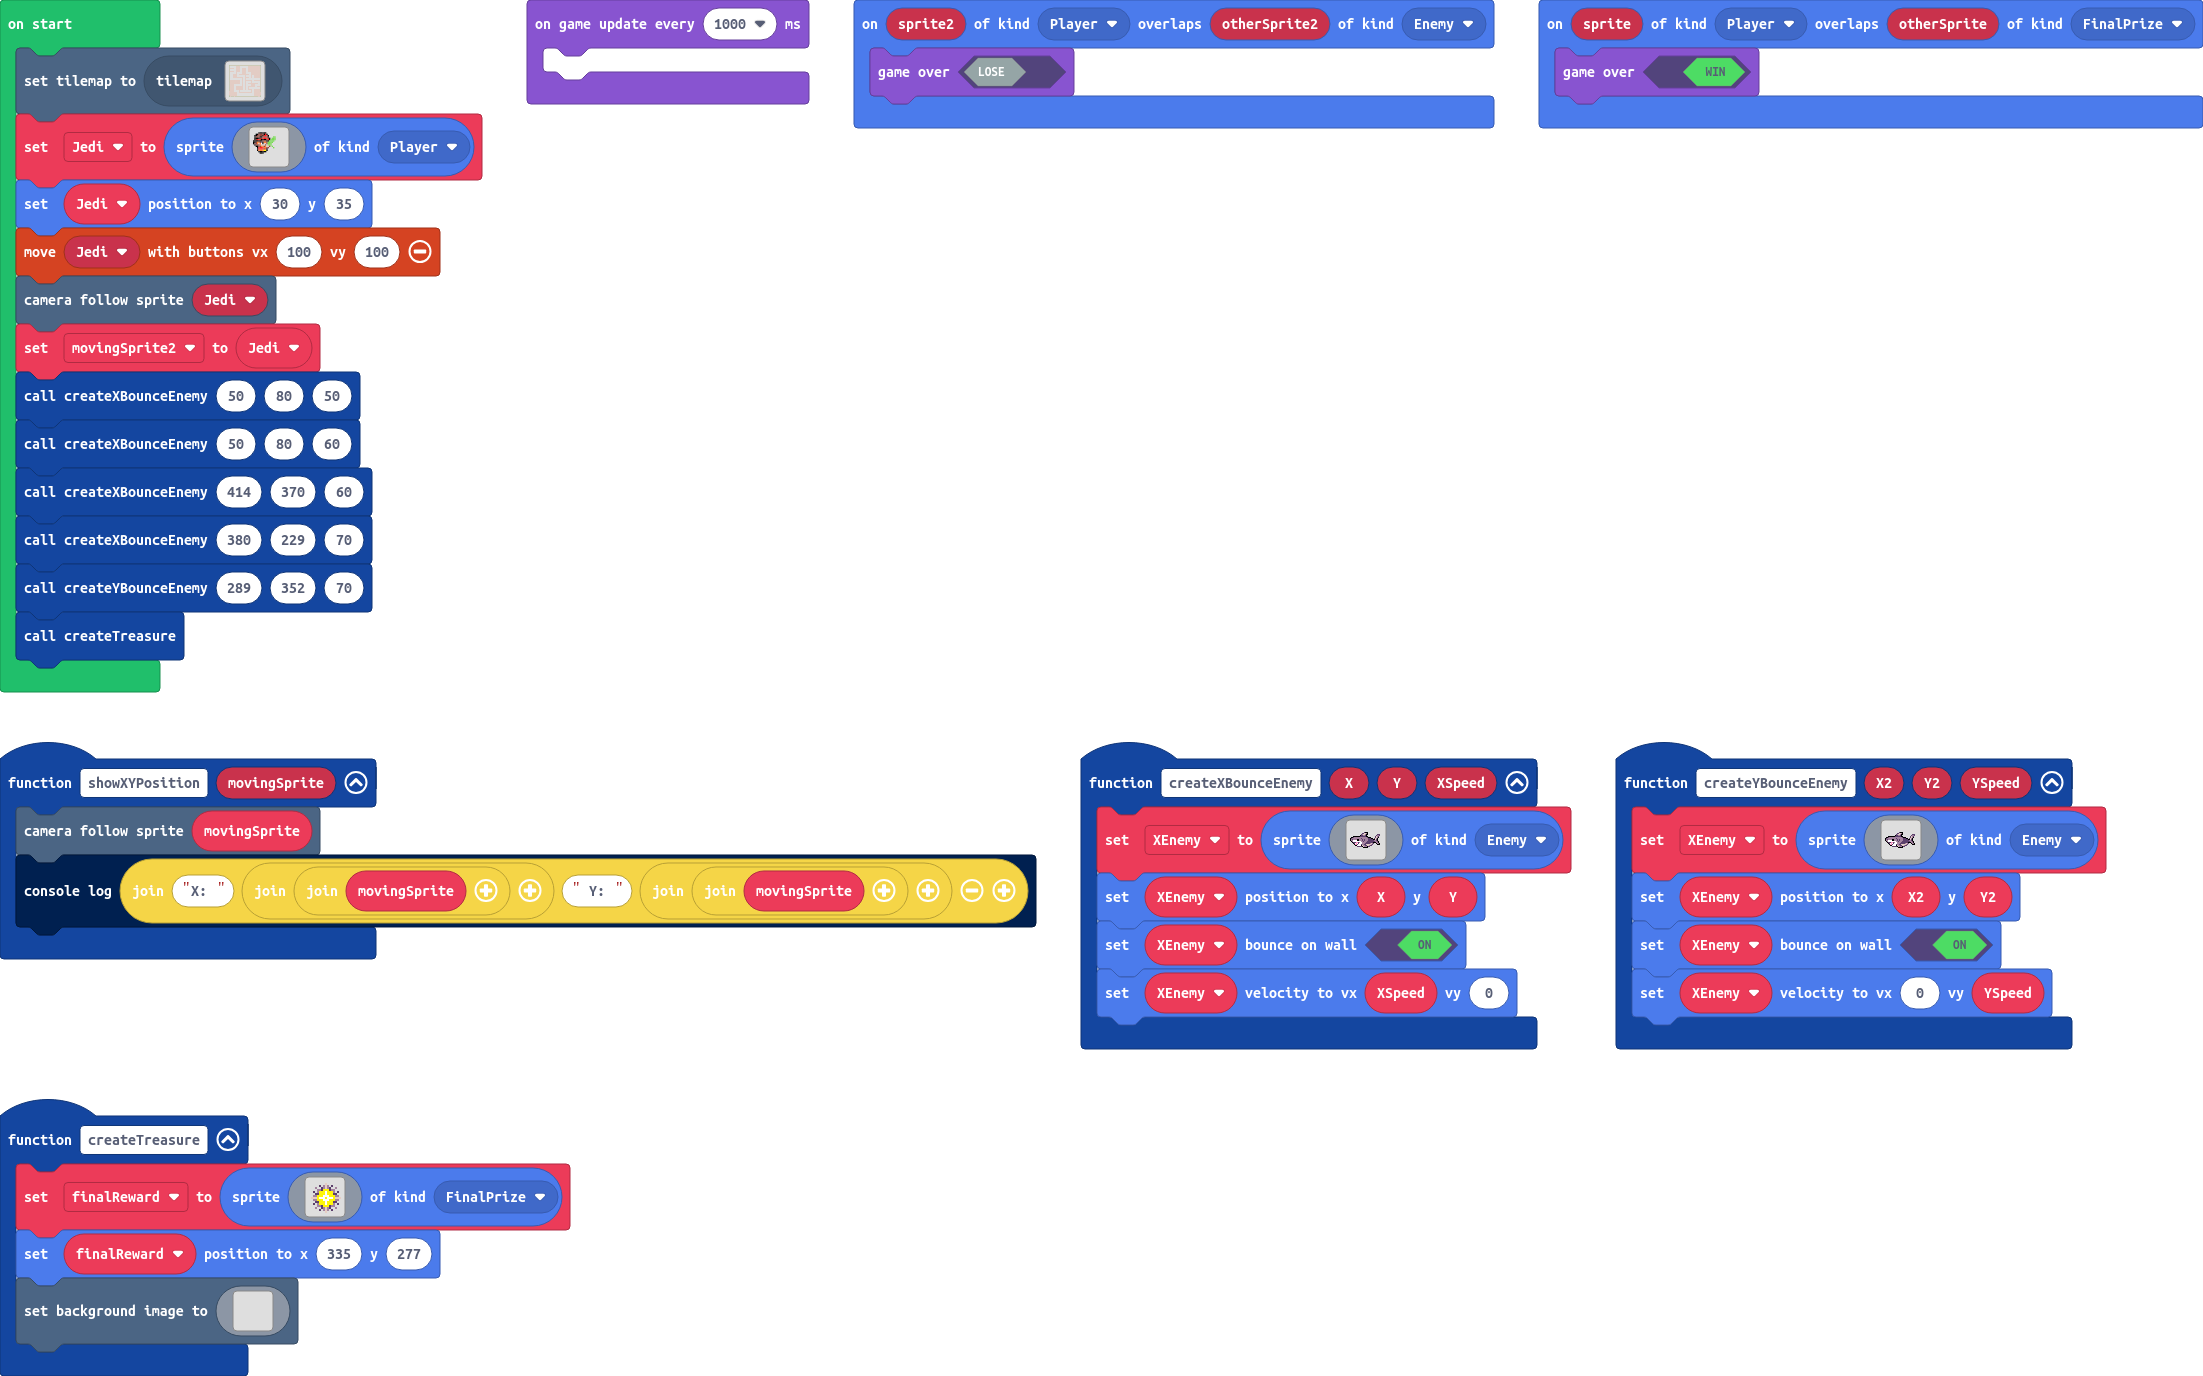 on start
set tilemap to tilemap
set Jedi to sprite of kind Player
set Jedi position to x 30 y 35
move Jedi with buttons vx 100 vy 100
camera follow sprite Jedi
set movingSprite2 to Jedi
call createXBounceEnemy 50 80 50
call createXBounceEnemy 50 80 60
call createXBounceEnemy 414 370 60
call createXBounceEnemy 380 229 70
call createYBounceEnemy 289 352 70
call createTreasure
on game update every 1000 ms
on sprite2 of kind Player overlaps otherSprite2 of kind Enemy
game over LOSE
on sprite of kind Player overlaps otherSprite of kind FinalPrize
game over WIN
function showXYPosition movingSprite
camera follow sprite movingSprite
console log join "X: " join join movingSprite " Y: " join join movingSprite
function createXBounceEnemy X Y XSpeed
set XEnemy to sprite of kind Enemy
set XEnemy position to x X y Y
set XEnemy bounce on wall ON
set XEnemy velocity to vx XSpeed vy 0
function createYBounceEnemy X2 Y2 YSpeed
set XEnemy to sprite of kind Enemy
set XEnemy position to x X2 y Y2
set XEnemy bounce on wall ON
set XEnemy velocity to vx 0 vy YSpeed
function createTreasure
set finalReward to sprite of kind FinalPrize
set finalReward position to x 335 y 277
set background image to